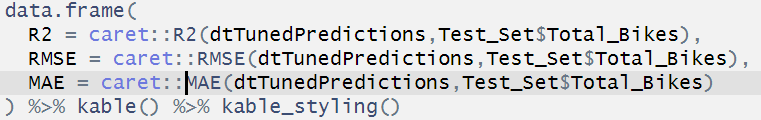 data.frame(
  R2 = caret::R2(dtTunedPredictions,Test_Set$Total_Bikes),
  RMSE = caret::RMSE(dtTunedPredictions,Test_Set$Total_Bikes),
  MAE = caret::MAE(dtTunedPredictions,Test_Set$Total_Bikes)
) %>% kable() %>% kable_styling()